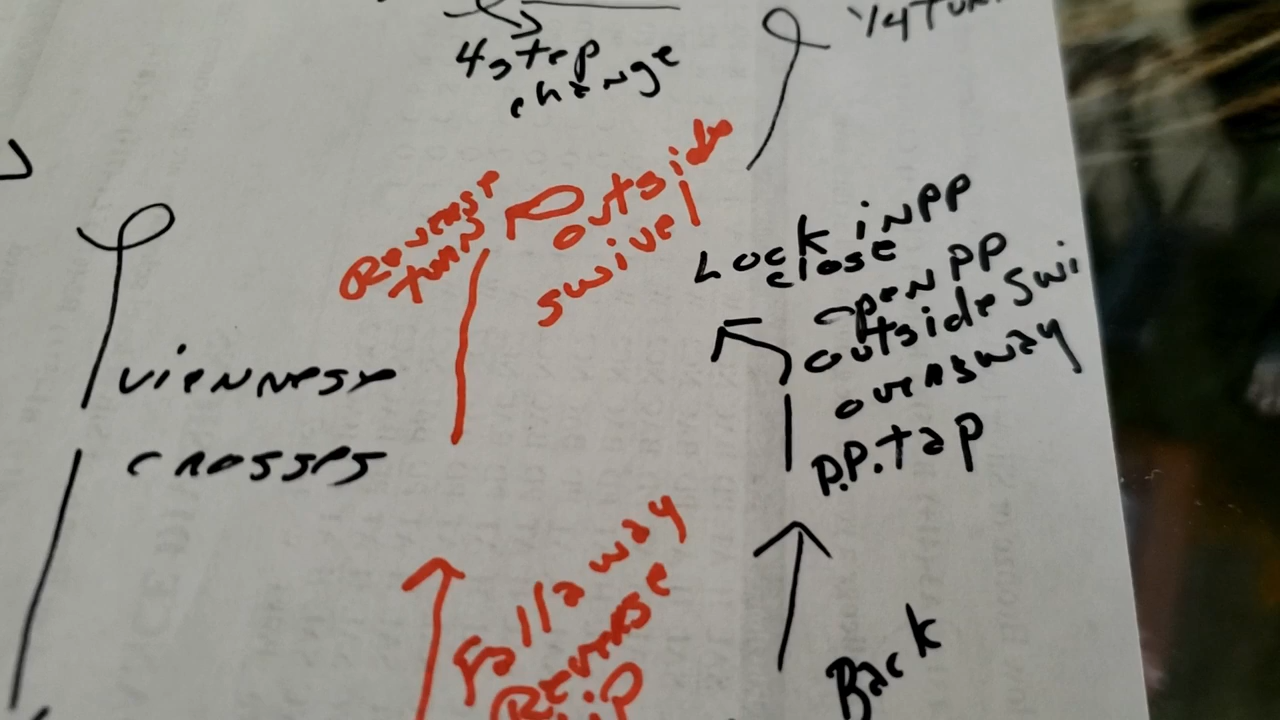 4 step
change
1/4 Turn
Reverse
turn
outside
swivel
Lock in PP
close
open PP
outside swi
oversway
P.P. tap
Viennese
crosses
Fallaway
Reverse
Back